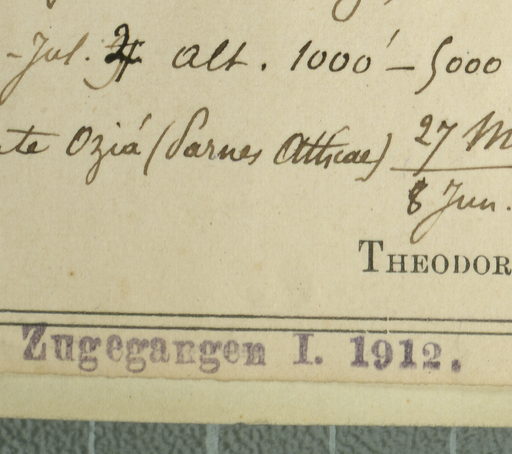 -Jul. Alt. 1000' – 5000
te Oziá (Parnes Atticae) 27 M
8 Jun.
THEODOR
Zugegangen I. 1912.